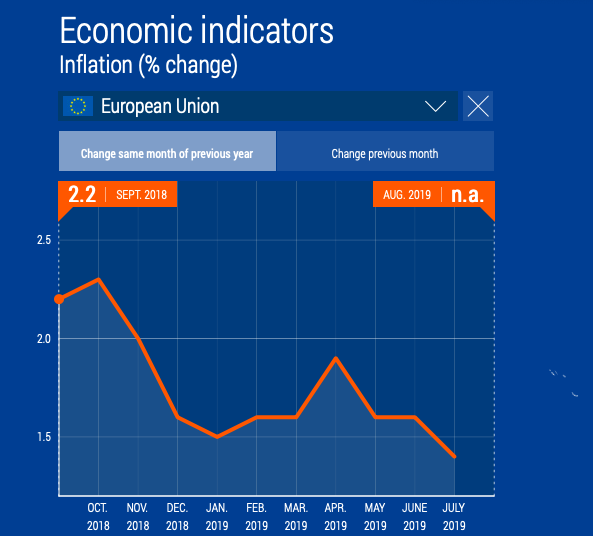 Economic indicators
Inflation (% change)
European Union
Change same month of previous year
Change previous month
2.2 SEPT. 2018
AUG. 2019 n.a.
2.5
2.0
1.5
OCT. 2018
NOV. 2018
DEC. 2018
JAN. 2019
FEB. 2019
MAR. 2019
APR. 2019
MAY 2019
JUNE 2019
JULY 2019